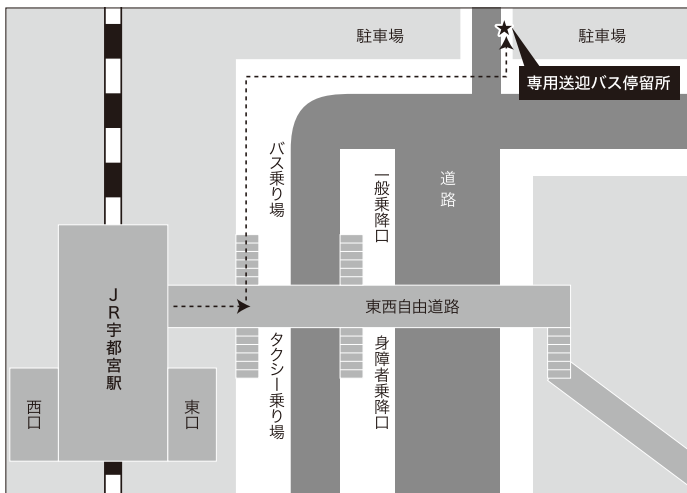 駐車場
駐車場
専用送迎バス停留所
バス乗り場
一般乗降口
道路
東西自由道路
JR宇都宮駅
タクシー乗り場
身障者乗降口
西口
東口